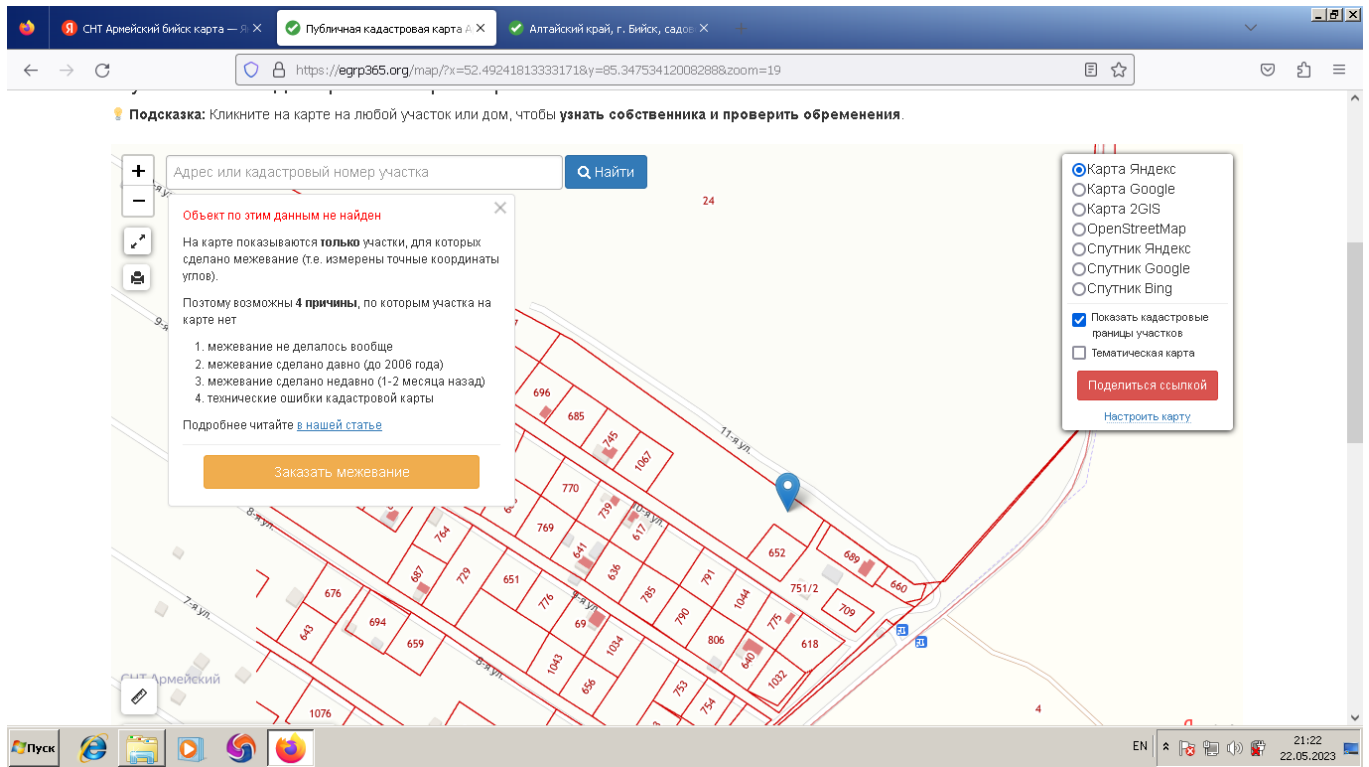 СНТ Армейский бийск карта — Я
Публичная кадастровая карта А
Алтайский край, г. Бийск, садов
https://egrp365.org/map/?x=52.49241813333171&y=85.34753412008288&zoom=19
Подсказка: Кликните на карте на любой участок или дом, чтобы узнать собственника и проверить обременения.
+
Адрес или кадастровый номер участка
Найти
−
Объект по этим данным не найден
На карте показываются только участки, для которых
сделано межевание (т.е. измерены точные координаты
углов).
Поэтому возможны 4 причины, по которым участка на
карте нет
1. межевание не делалось вообще
2. межевание сделано давно (до 2006 года)
3. межевание сделано недавно (1-2 месяца назад)
4. технические ошибки кадастровой карты
Подробнее читайте в нашей статье
Заказать межевание
Карта Яндекс
Карта Google
Карта 2GIS
OpenStreetMap
Спутник Яндекс
Спутник Google
Спутник Bing
Показать кадастровые
границы участков
Тематическая карта
Поделиться ссылкой
Настроить карту
24
9-я
696
685
745
1067
11-я ул.
770
739
10-я ул.
8-я ул.
764
769
641
617
652
689
660
687
729
651
636
791
751/2
676
776
785
1044
709
7-я ул.
9-я ул.
694
69
790
775
643
659
1034
806
618
8-я ул.
1043
640
СНТ Армейский
656
753
1032
1076
754
4
Пуск
EN
21:22
22.05.2023